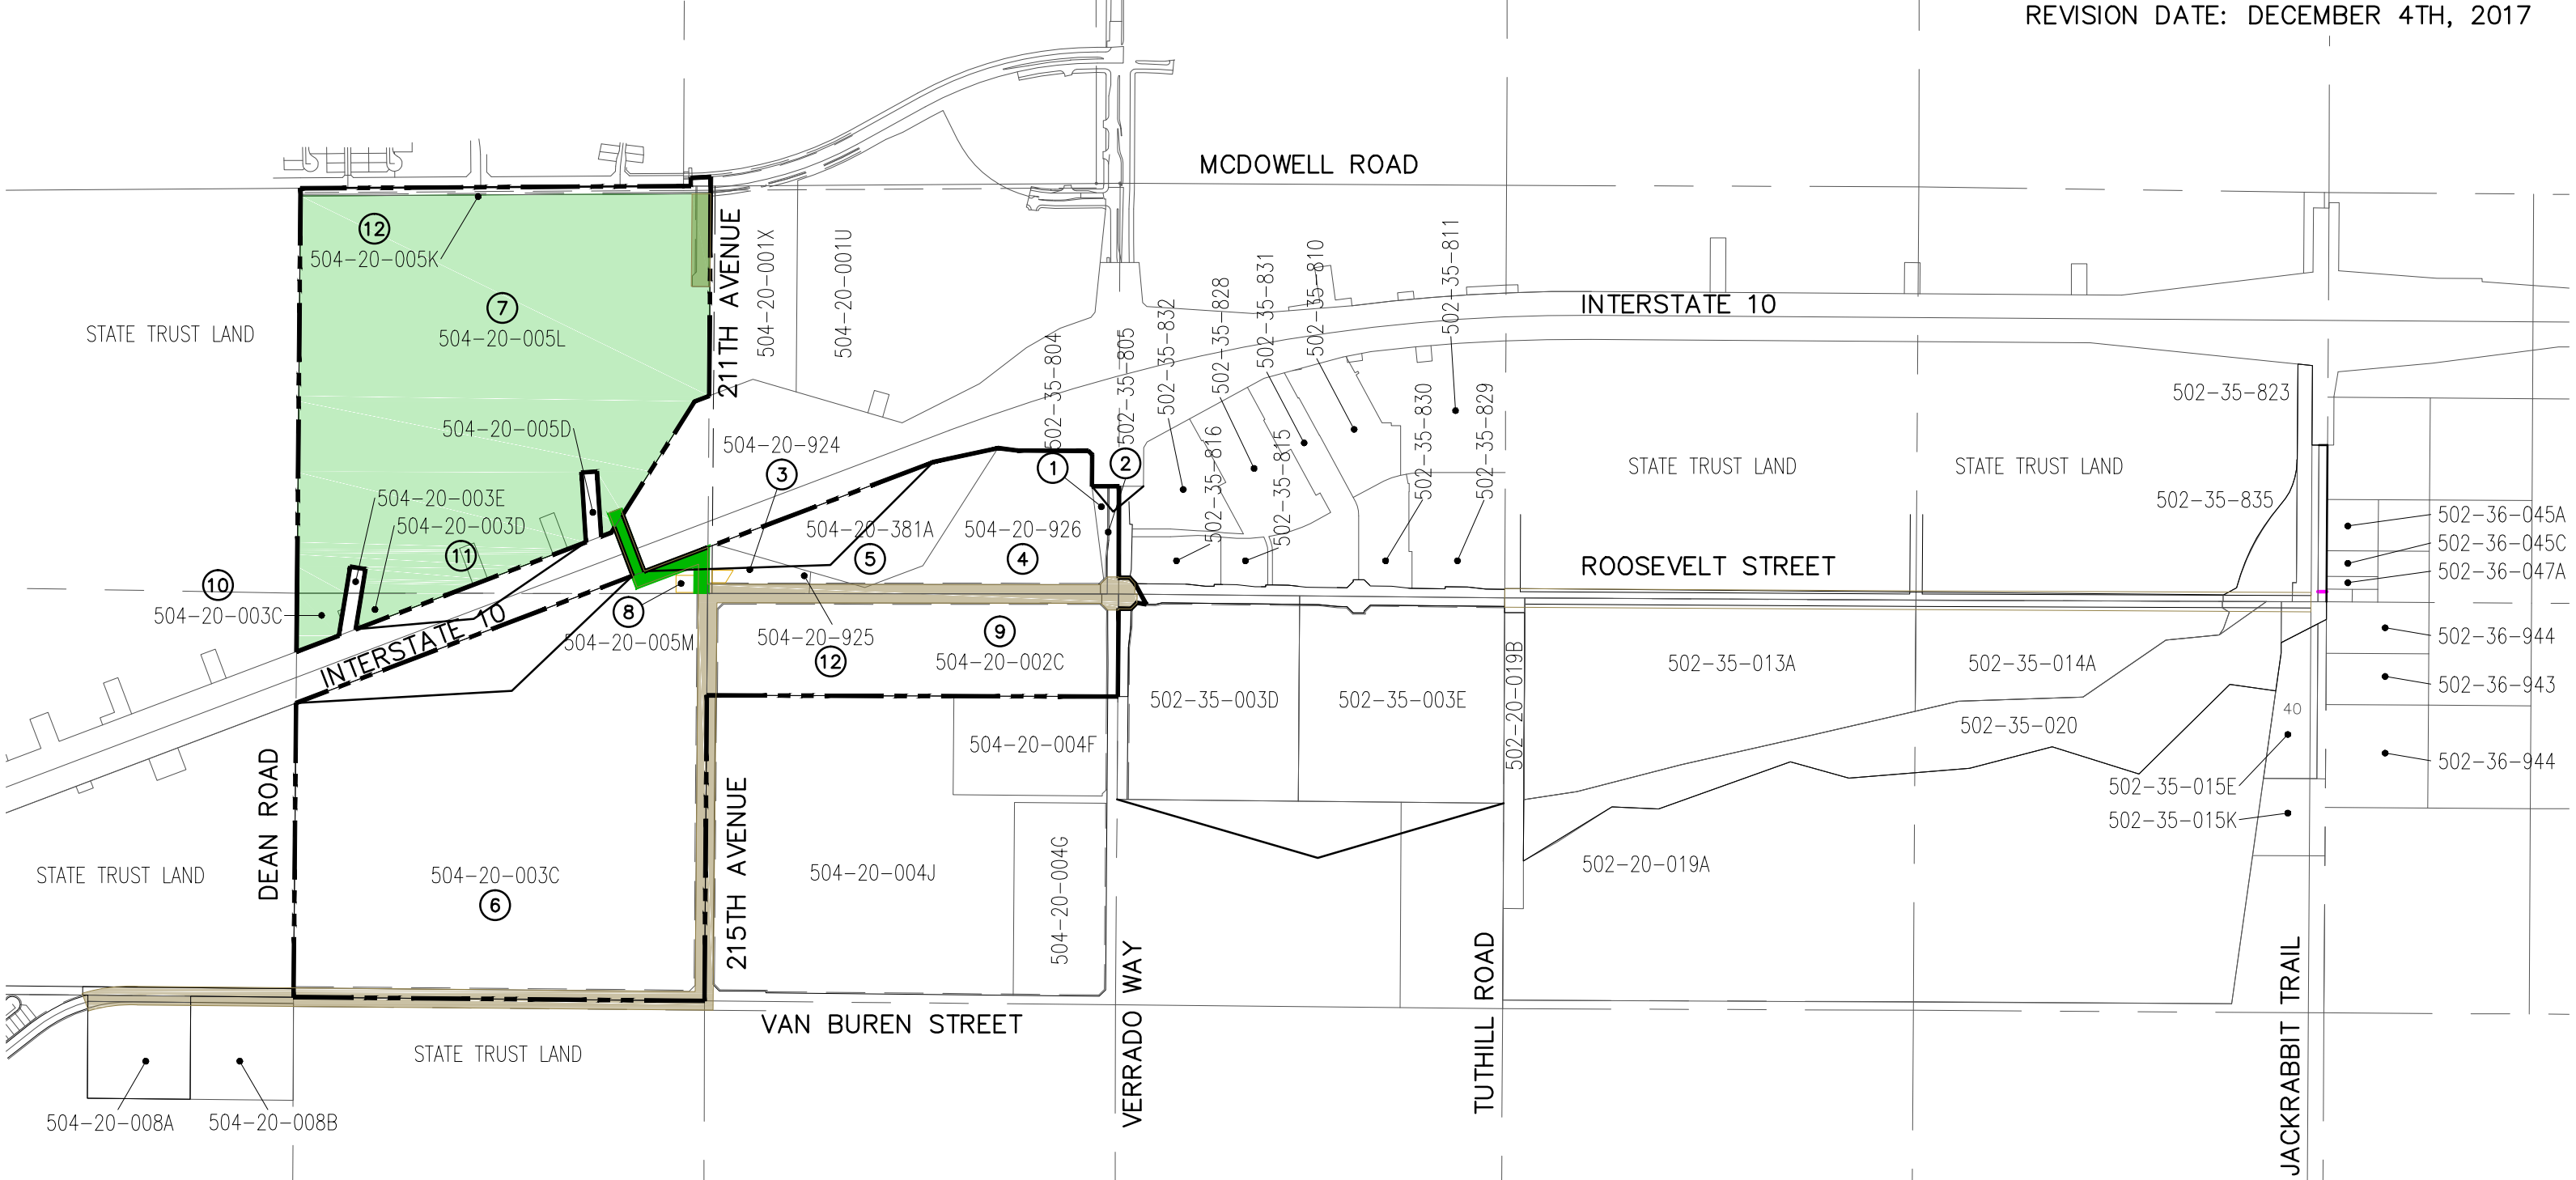 REVISION DATE: DECEMBER 4TH, 2017
MCDOWELL ROAD
12
504-20-005K
7
504-20-005L
STATE TRUST LAND
211TH AVENUE
504-20-001X
504-20-001U
INTERSTATE 10
504-20-005D
504-20-003E
504-20-003D
11
10
504-20-003C
INTERSTATE 10
504-20-924
3
504-20-381A
5
504-20-926
4
502-35-804
1
502-35-805
2
502-35-832
502-35-828
502-35-831
502-35-810
502-35-811
502-35-816
502-35-815
502-35-830
502-35-829
STATE TRUST LAND
STATE TRUST LAND
502-35-823
502-35-835
ROOSEVELT STREET
502-36-045A
502-36-045C
502-36-047A
502-36-944
502-36-943
502-36-944
8
504-20-005M
504-20-925
12
9
504-20-002C
502-35-003D
502-35-003E
502-20-019B
502-35-013A
502-35-014A
502-35-020
40
502-35-015E
502-35-015K
502-20-019A
504-20-004F
504-20-004J
504-20-004G
DEAN ROAD
STATE TRUST LAND
504-20-003C
6
215TH AVENUE
VAN BUREN STREET
VERRADO WAY
TUTHILL ROAD
JACKRABBIT TRAIL
STATE TRUST LAND
504-20-008A
504-20-008B